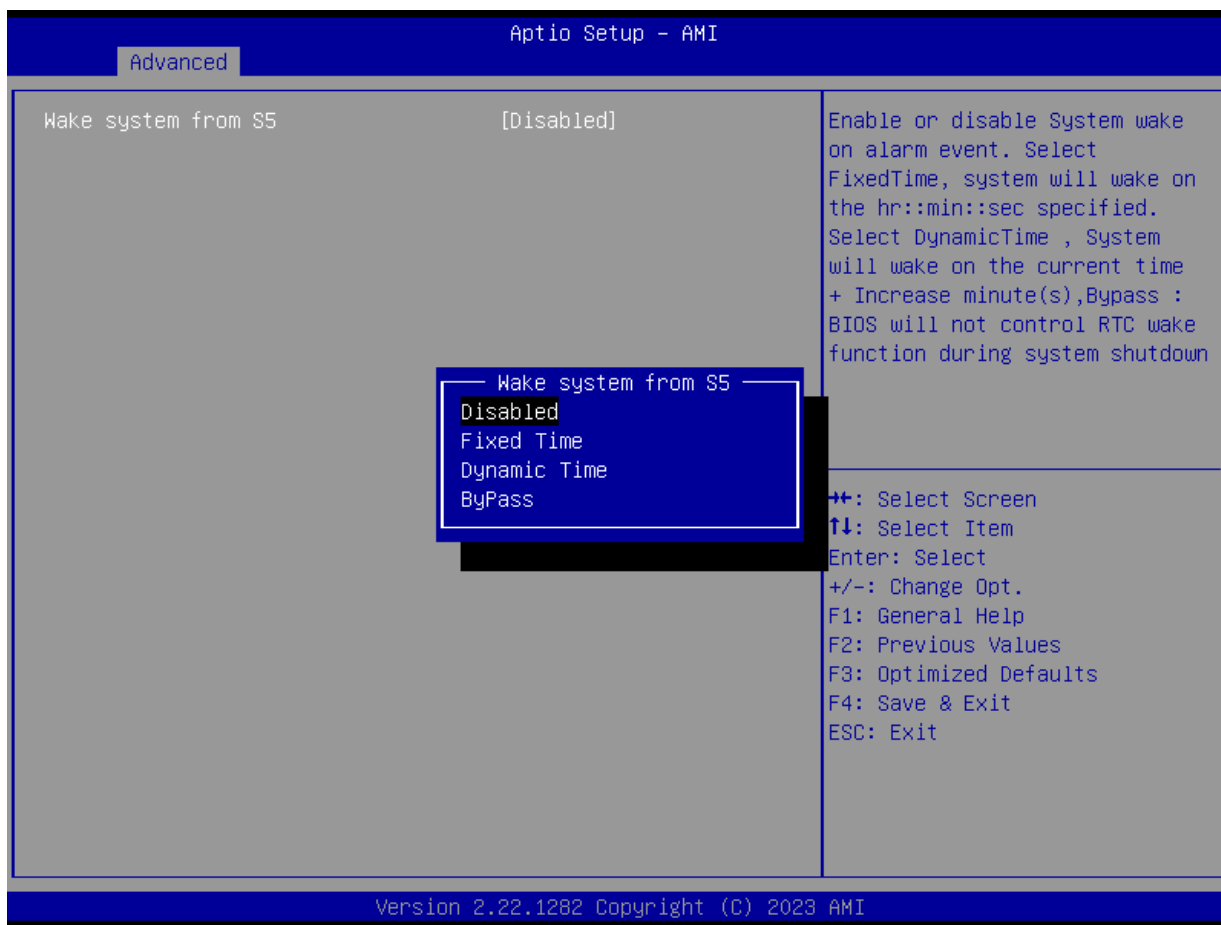 Aptio Setup – AMI
Advanced
Wake system from S5 [Disabled]
Enable or disable System wake
on alarm event. Select
FixedTime, system will wake on
the hr::min::sec specified.
Select DynamicTime , System
will wake on the current time
+ Increase minute(s),Bypass :
BIOS will not control RTC wake
function during system shutdown
Wake system from S5
Disabled
Fixed Time
Dynamic Time
ByPass
→←: Select Screen
↑↓: Select Item
Enter: Select
+/–: Change Opt.
F1: General Help
F2: Previous Values
F3: Optimized Defaults
F4: Save & Exit
ESC: Exit
Version 2.22.1282 Copyright (C) 2023 AMI